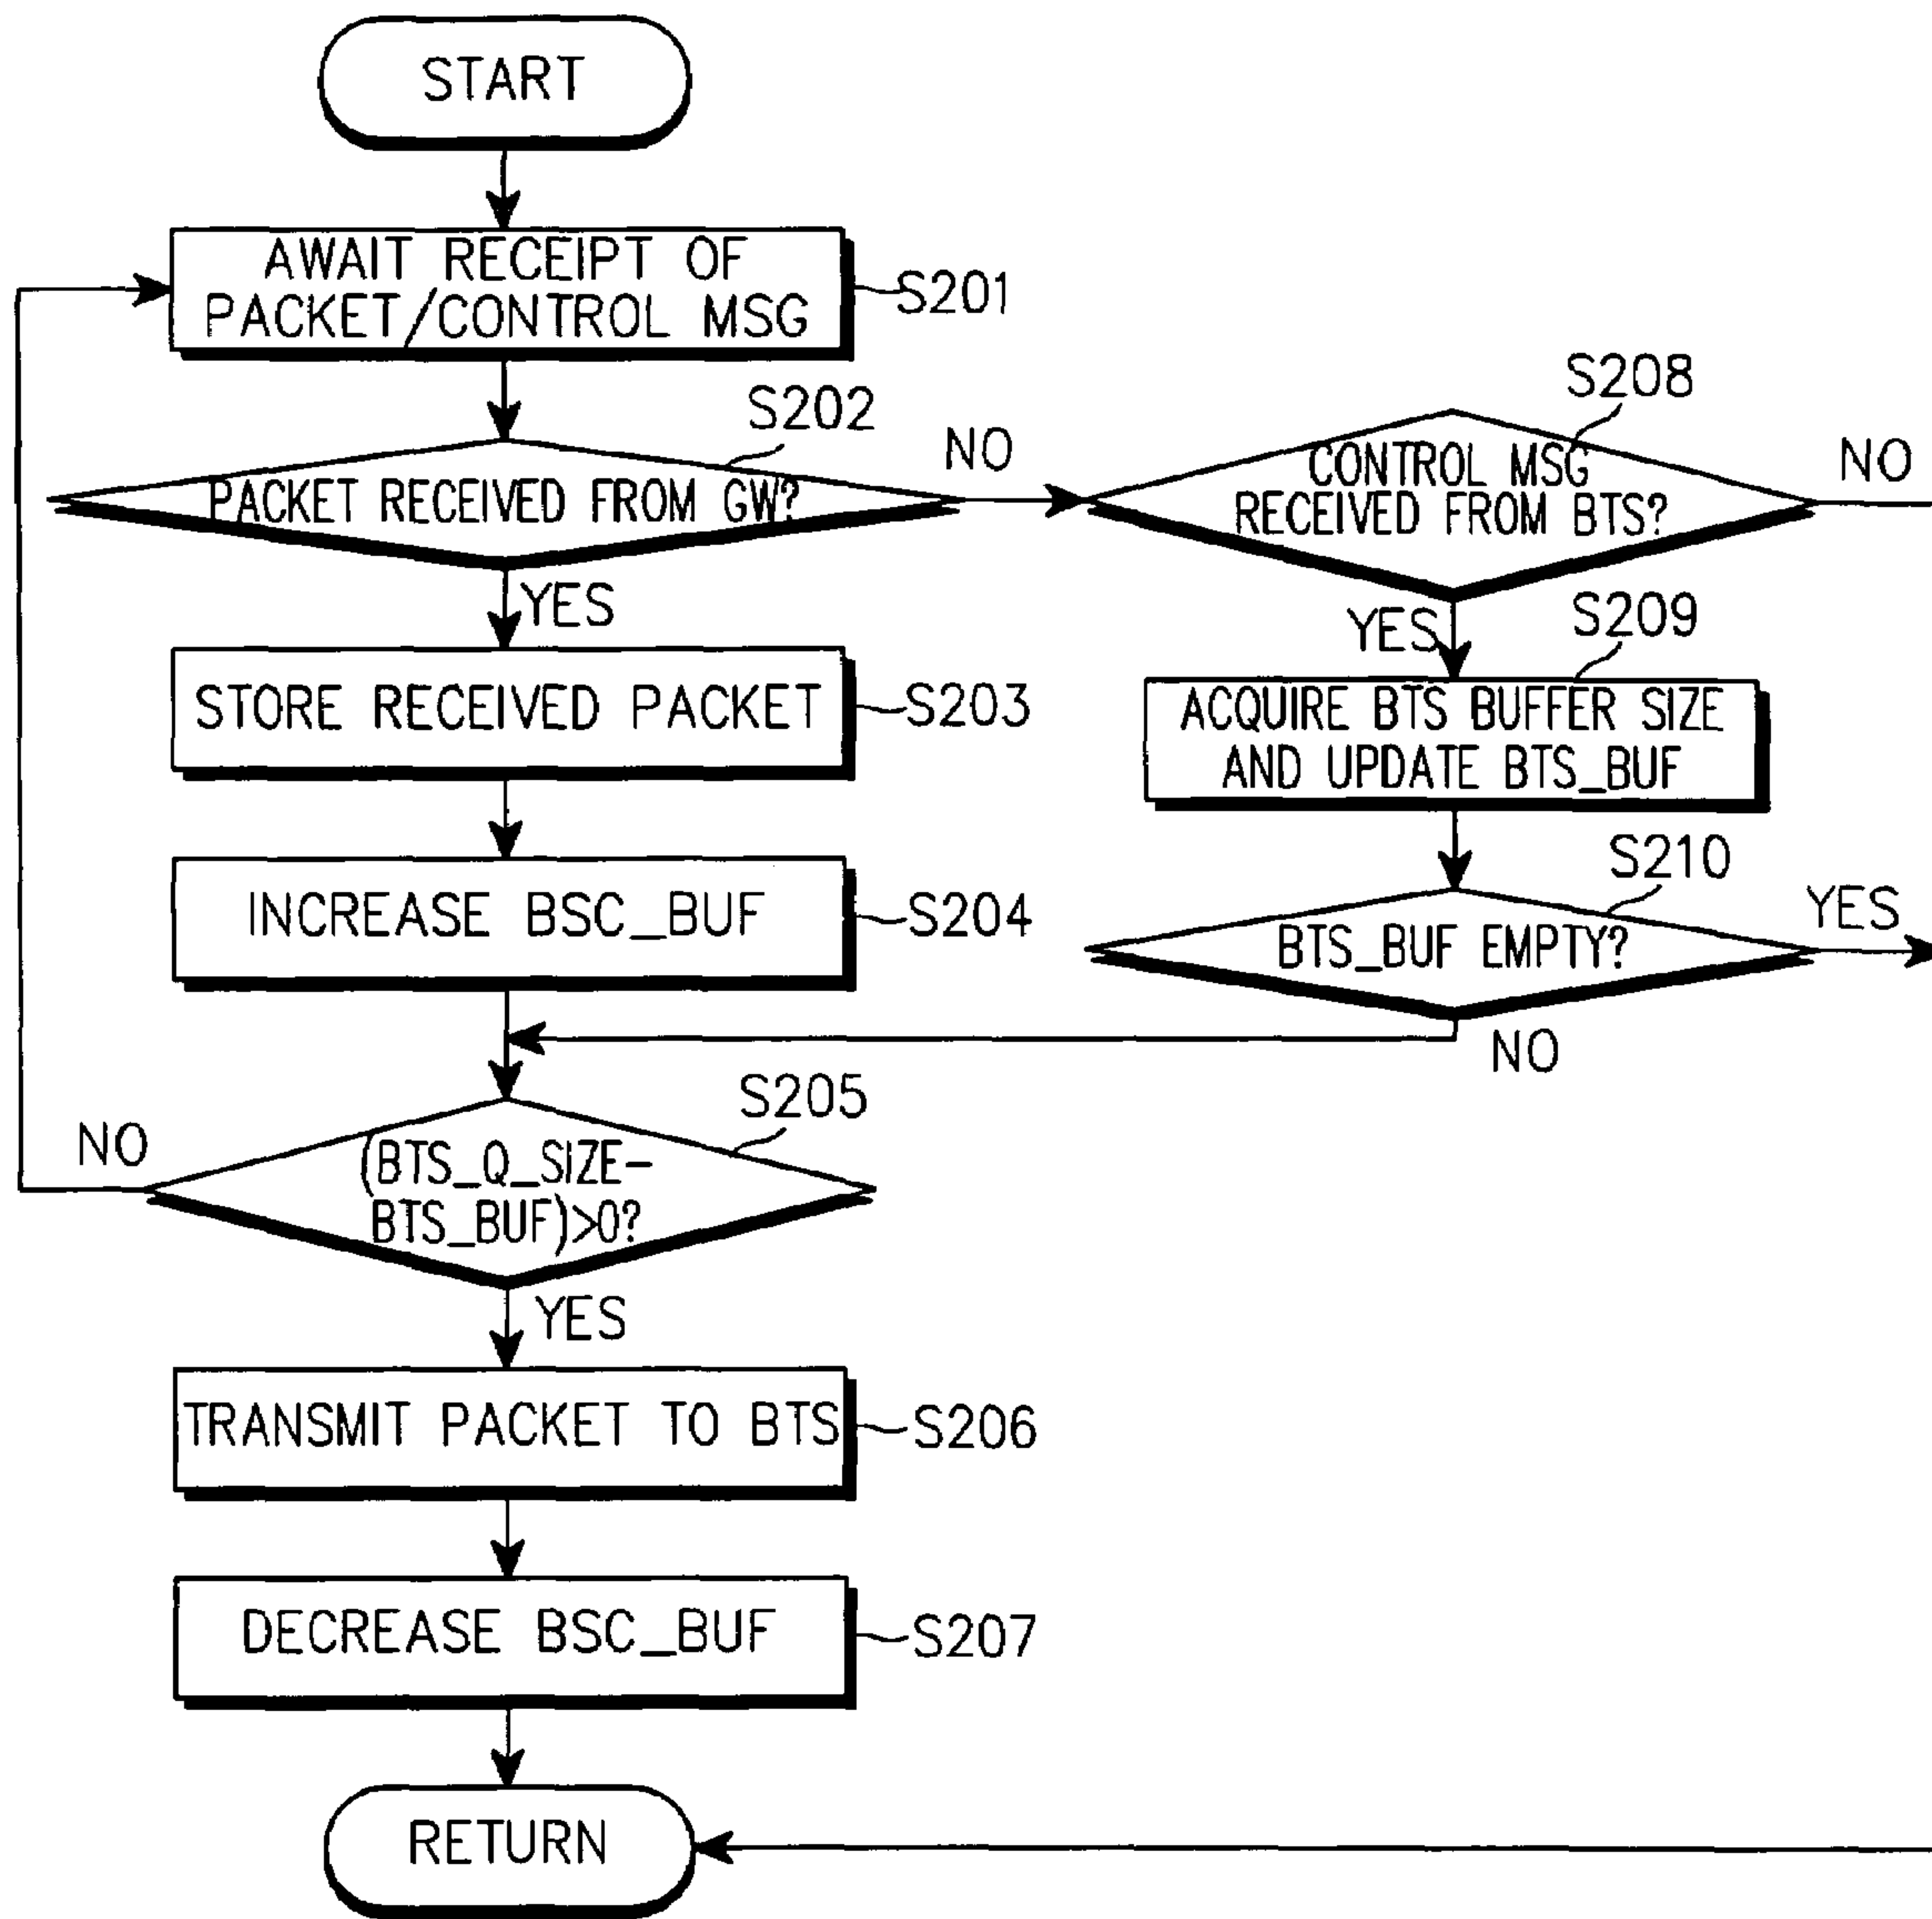 START
AWAIT RECEIPT OF
PACKET/CONTROL MSG
S201
S202
PACKET RECEIVED FROM GW?
NO
YES
S208
CONTROL MSG
RECEIVED FROM BTS?
NO
YES
STORE RECEIVED PACKET
S203
S209
ACQUIRE BTS BUFFER SIZE
AND UPDATE BTS_BUF
INCREASE BSC_BUF
S204
S210
BTS_BUF EMPTY?
YES
NO
S205
(BTS_Q_SIZE-
BTS_BUF)>0?
NO
YES
TRANSMIT PACKET TO BTS
S206
DECREASE BSC_BUF
S207
RETURN